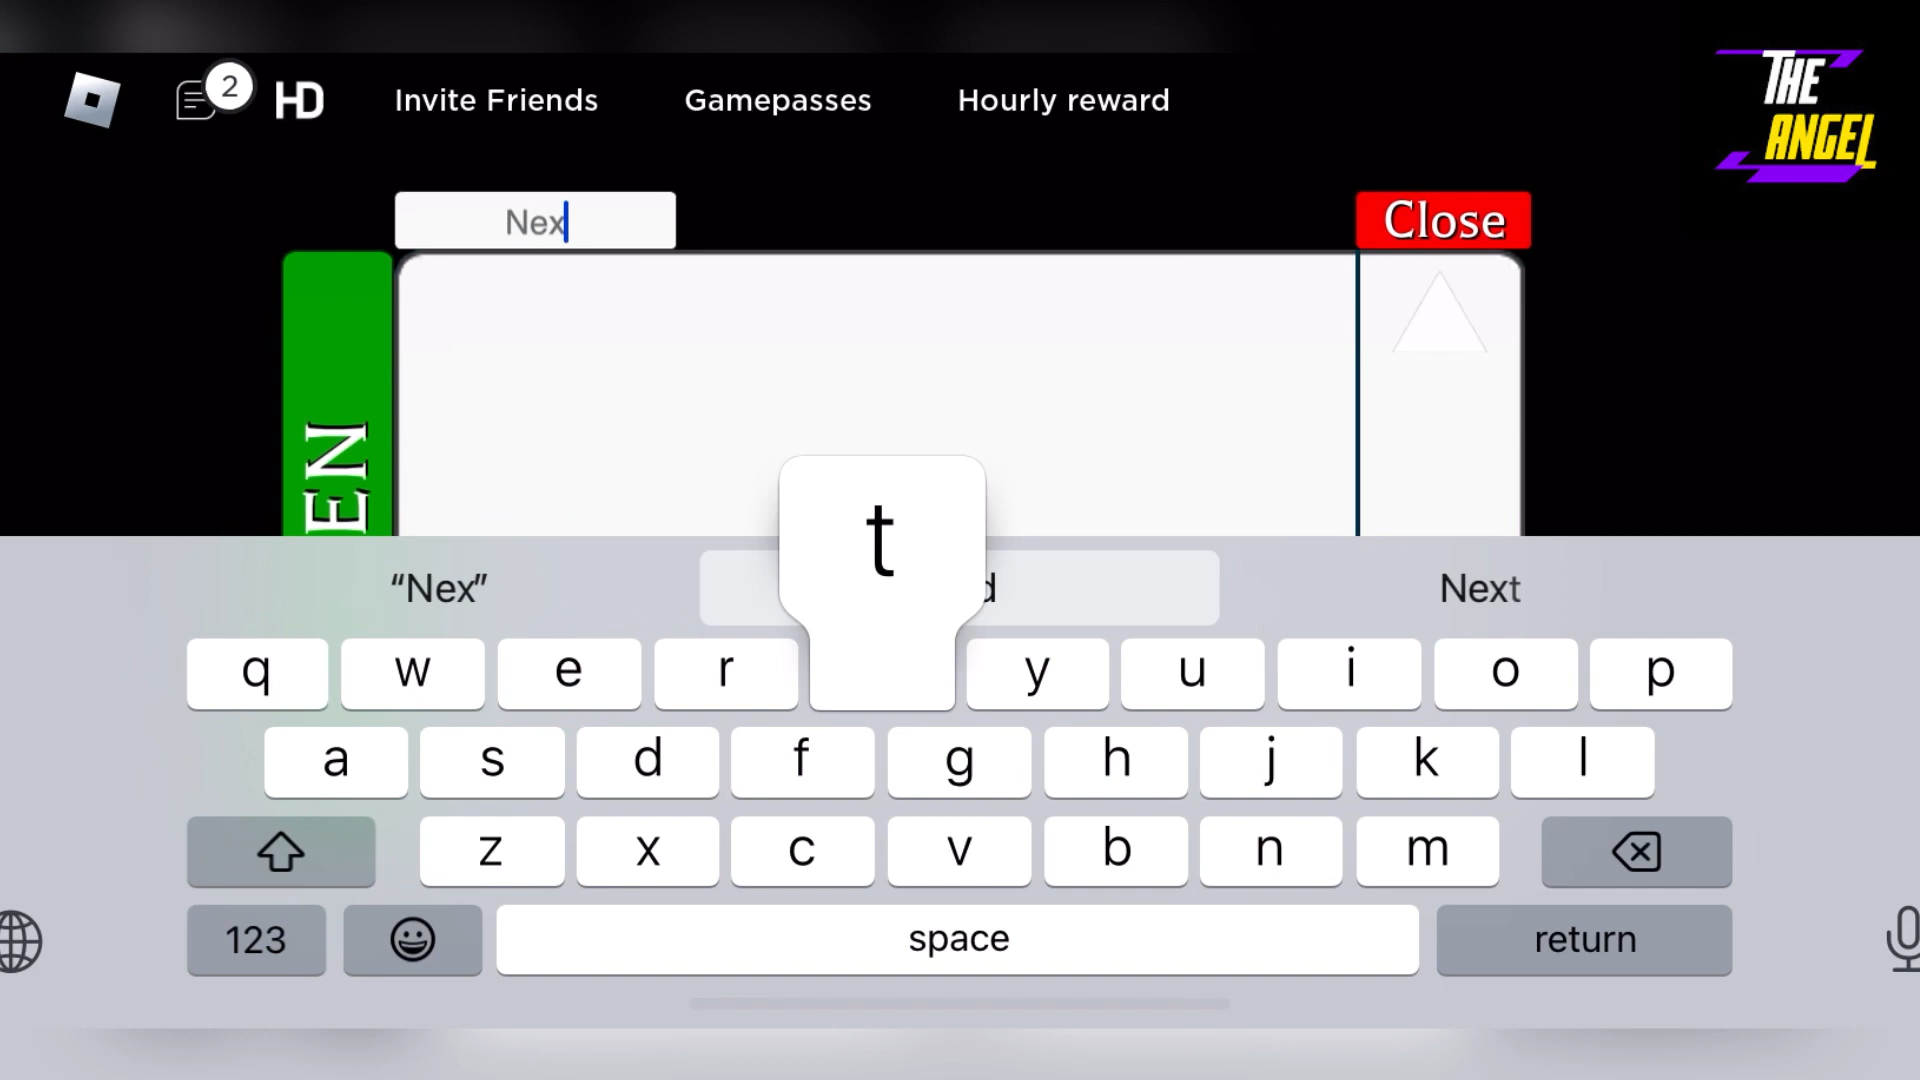 THE
ANGEL
2
HD
Invite Friends
Gamepasses
Hourly reward
Nex
Close
EN
“Nex”
d
Next
t
q w e r y u i o p
a s d f g h j k l
z x c v b n m
123
space
return